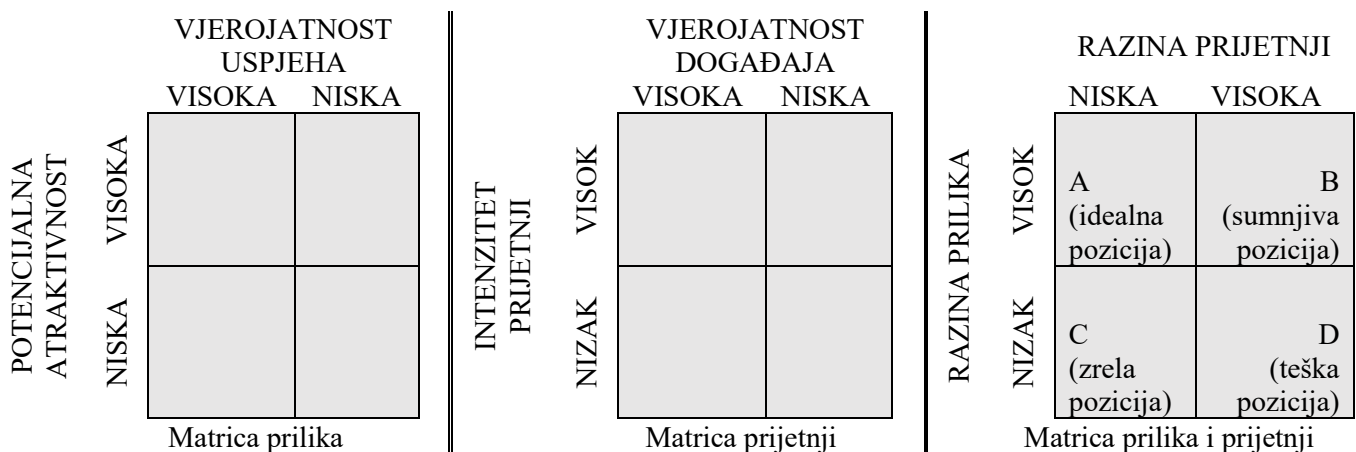 VJEROJATNOST
USPJEHA
VISOKA NISKA
POTENCIJALNA
ATRAKTIVNOST
VISOKA
NISKA
Matrica prilika
VJEROJATNOST
DOGAĐAJA
VISOKA NISKA
INTENZITET
PRIJETNJI
VISOK
NIZAK
Matrica prijetnji
RAZINA PRIJETNJI
NISKA VISOKA
RAZINA PRILIKA
VISOK
NIZAK
A
(idealna
pozicija)
B
(sumnjiva
pozicija)
C
(zrela
pozicija)
D
(teška
pozicija)
Matrica prilika i prijetnji